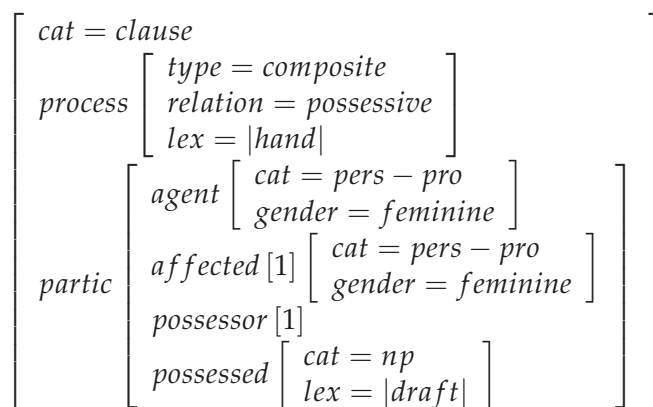 cat = clause
type = composite
process
relation = possessive
lex = |hand|
cat = pers − pro
agent
gender = feminine
cat = pers − pro
affected [1]
gender = feminine
partic
possessor [1]
cat = np
possessed
lex = |draft|